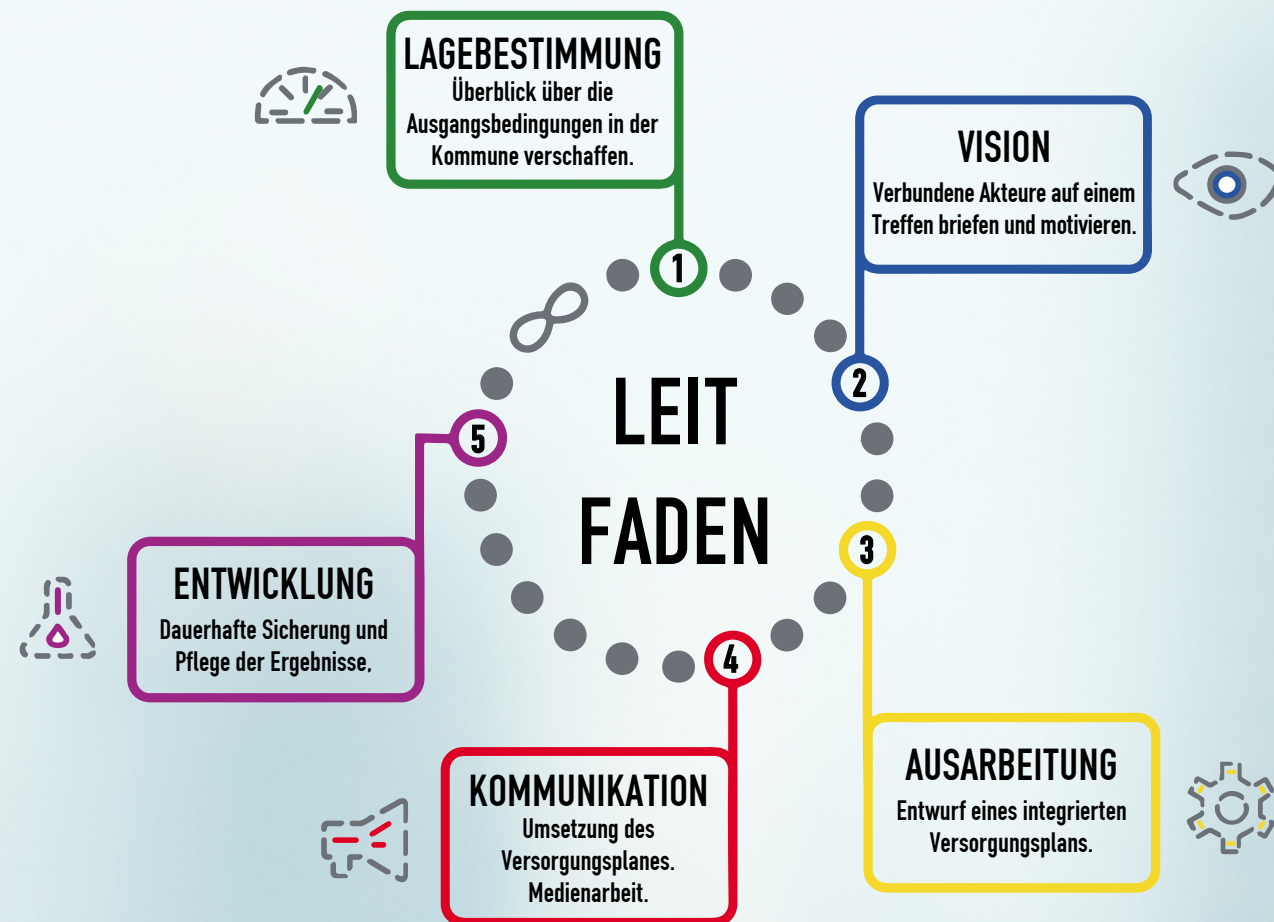 LAGEBESTIMMUNG
Überblick über die
Ausgangsbedingungen in der
Kommune verschaffen.
1
VISION
Verbundene Akteure auf einem
Treffen briefen und motivieren.
2
LEIT
FADEN
3
AUSARBEITUNG
Entwurf eines integrierten
Versorgungsplans.
4
KOMMUNIKATION
Umsetzung des
Versorgungsplanes.
Medienarbeit.
5
ENTWICKLUNG
Dauerhafte Sicherung und
Pflege der Ergebnisse,